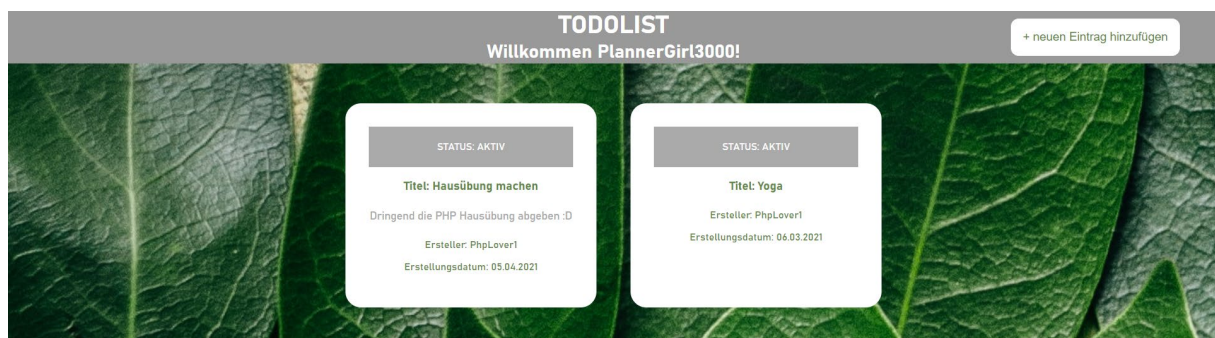 TODOLIST
Willkommen PlannerGirl3000!
+ neuen Eintrag hinzufügen
STATUS: AKTIV
Titel: Hausübung machen
Dringend die PHP Hausübung abgeben :D
Ersteller: PhpLover1
Erstellungsdatum: 05.04.2021
STATUS: AKTIV
Titel: Yoga
Ersteller: PhpLover1
Erstellungsdatum: 06.03.2021